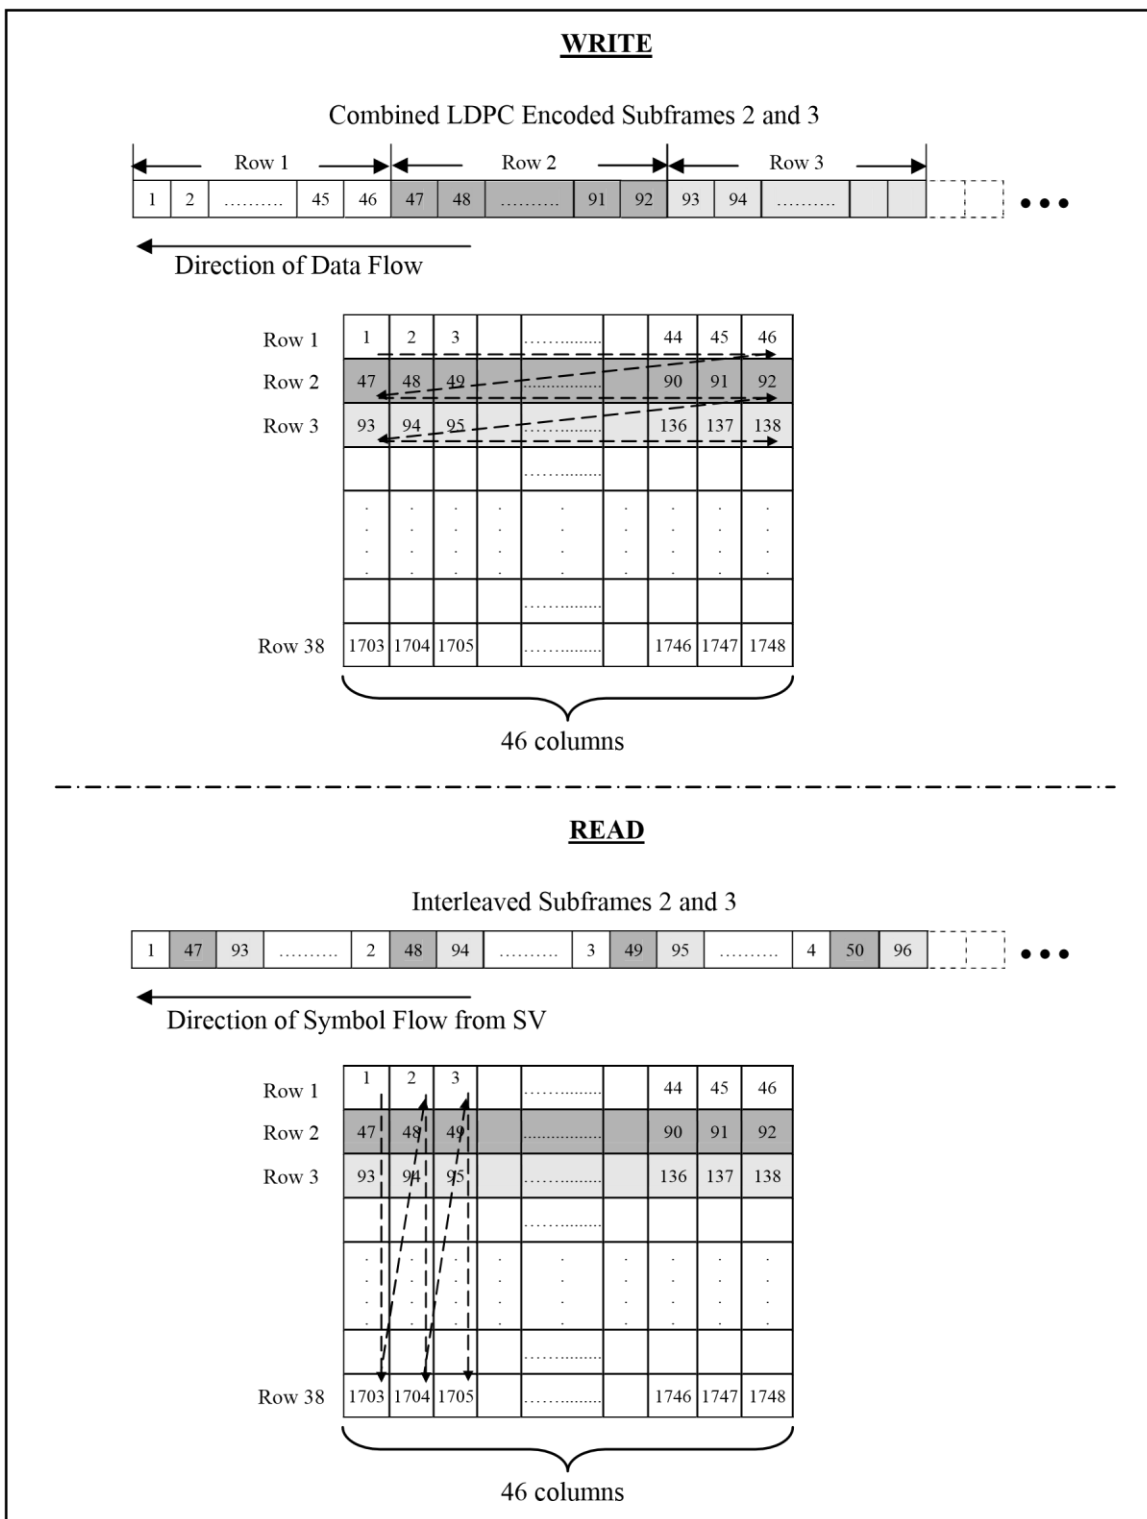 WRITE
Combined LDPC Encoded Subframes 2 and 3
Row 1 Row 2 Row 3
1 2 .......... 45 46 47 48 .......... 91 92 93 94 .......... •••
Direction of Data Flow
Row 1 1 2 3 ............... 44 45 46
Row 2 47 48 49 ............... 90 91 92
Row 3 93 94 95 ............... 136 137 138
...............
. . . . . . . . .
. . . . . . . . .
. . . . . . . . .
. . . . . . . . .
...............
Row 38 1703 1704 1705 ............... 1746 1747 1748
46 columns
READ
Interleaved Subframes 2 and 3
1 47 93 .......... 2 48 94 .......... 3 49 95 .......... 4 50 96 •••
Direction of Symbol Flow from SV
Row 1 1 2 3 ............... 44 45 46
Row 2 47 48 49 ............... 90 91 92
Row 3 93 94 95 ............... 136 137 138
...............
. . . . . . . . .
. . . . . . . . .
. . . . . . . . .
. . . . . . . . .
...............
Row 38 1703 1704 1705 ............... 1746 1747 1748
46 columns